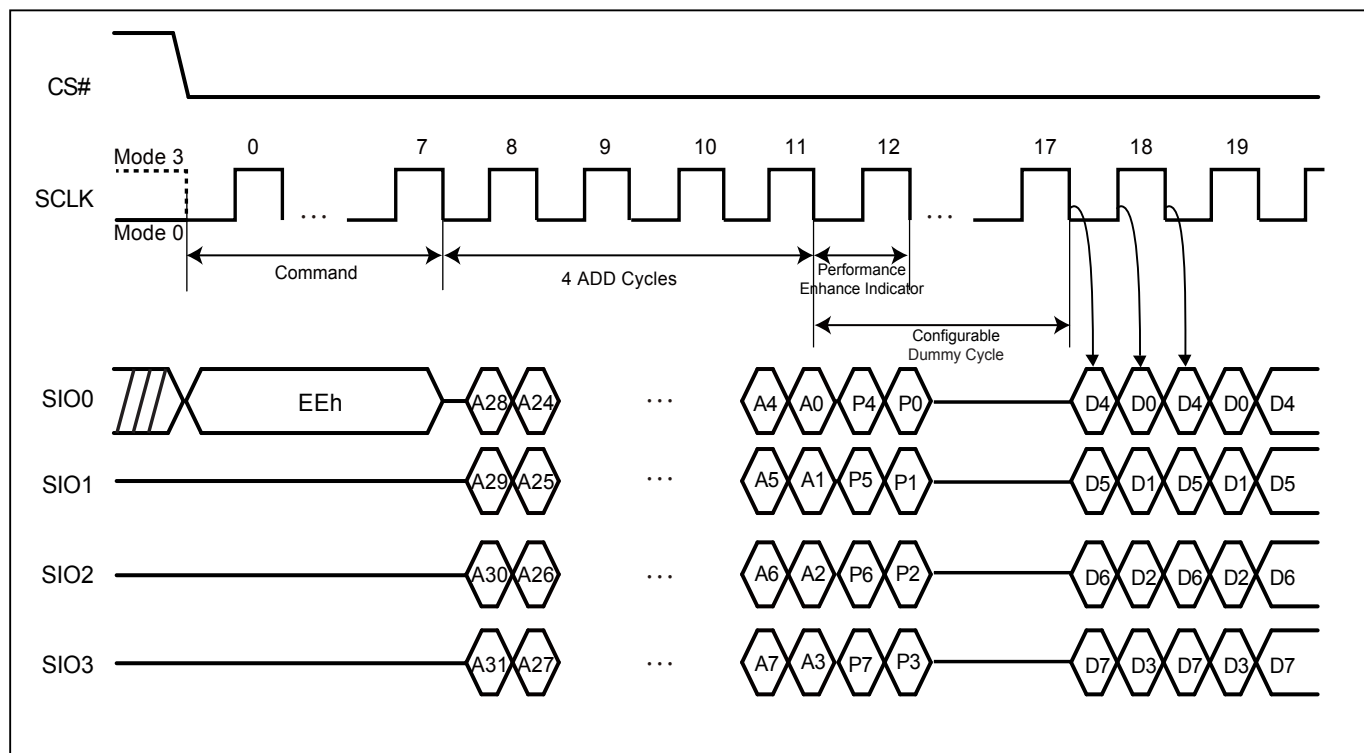 CS#
0 7 8 9 10 11 12 17 18 19
Mode 3
SCLK
... ...
Mode 0
Command
4 ADD Cycles
Performance
Enhance Indicator
Configurable
Dummy Cycle
SIO0 EEh A28 A24 ... A4 A0 P4 P0 D4 D0 D4 D0 D4
SIO1 A29 A25 ... A5 A1 P5 P1 D5 D1 D5 D1 D5
SIO2 A30 A26 ... A6 A2 P6 P2 D6 D2 D6 D2 D6
SIO3 A31 A27 ... A7 A3 P7 P3 D7 D3 D7 D3 D7